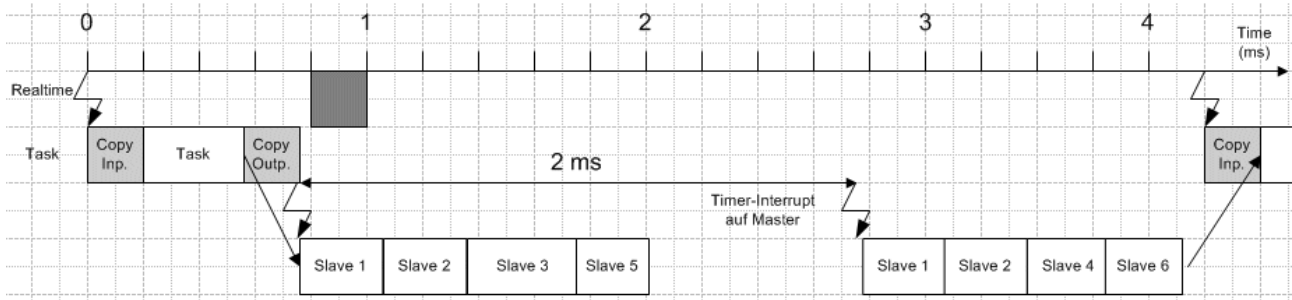 0 1 2 3 4
Time
(ms)
Realtime
Task
Copy
Inp.
Task
Copy
Outp.
2 ms
Copy
Inp.
Timer-Interrupt
auf Master
Slave 1 Slave 2 Slave 3 Slave 5
Slave 1 Slave 2 Slave 4 Slave 6